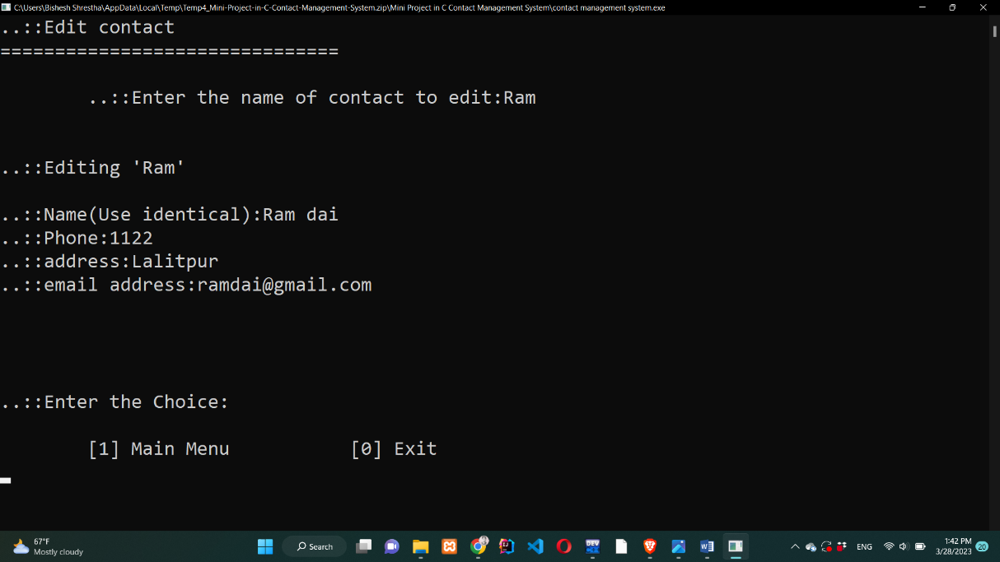 C:\Users\Bishesh Shrestha\AppData\Local\Temp\Temp4_Mini-Project-in-C-Contact-Management-System.zip\Mini Project in C Contact Management System\contact management system.exe
..::Edit contact
===============================
..::Enter the name of contact to edit:Ram
..::Editing 'Ram'
..::Name(Use identical):Ram dai
..::Phone:1122
..::address:Lalitpur
..::email address:ramdai@gmail.com
..::Enter the Choice:
[1] Main Menu [0] Exit
67°F
Mostly cloudy
Search
DEV
ENG
1:42 PM
3/28/2023
20